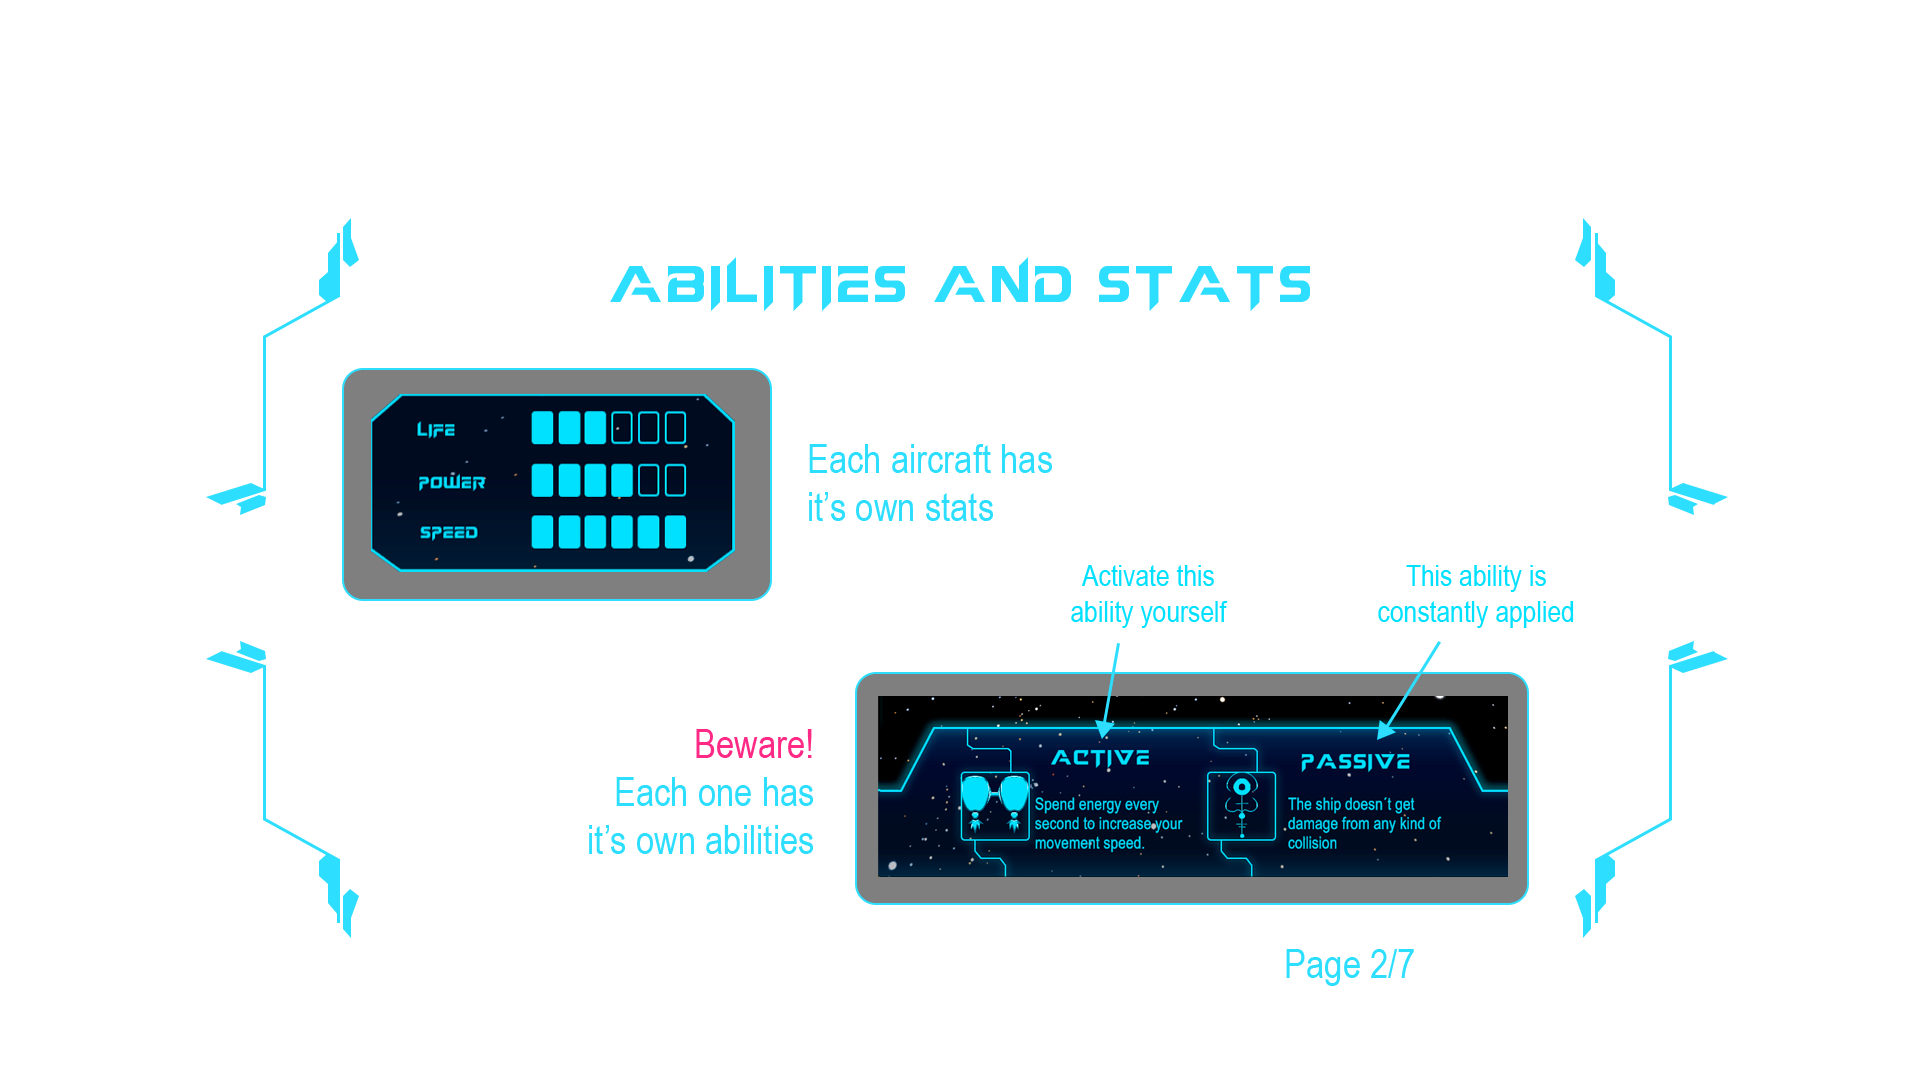 ABILITIES AND STATS
LIFE
POWER
SPEED
Each aircraft has
it’s own stats
Activate this
ability yourself
This ability is
constantly applied
Beware!
Each one has
it’s own abilities
ACTIVE
Spend energy every
second to increase your
movement speed.
PASSIVE
The ship doesn´t get
damage from any kind of
collision
Page 2/7